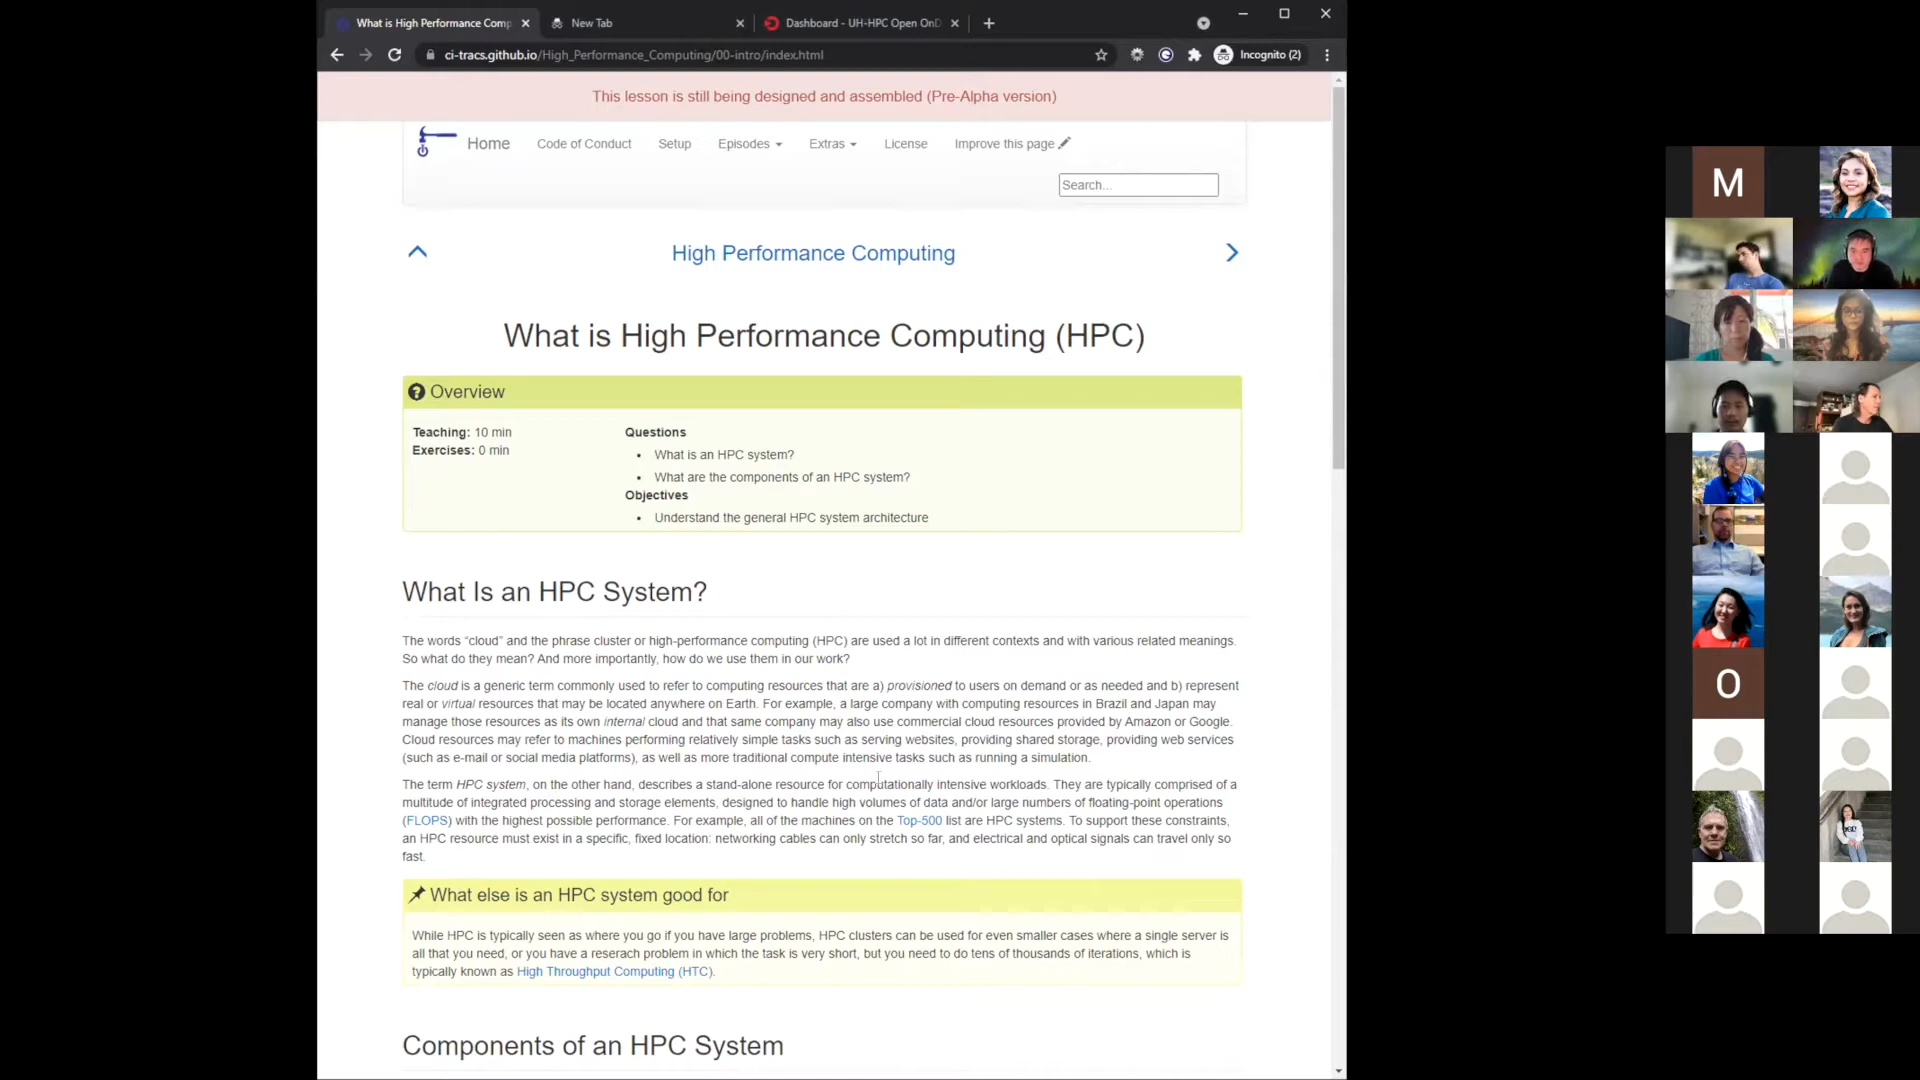 What is High Performance Comp
New Tab
Dashboard - UH-HPC Open OnD
ci-tracs.github.io/High_Performance_Computing/00-intro/index.html
Incognito (2)
This lesson is still being designed and assembled (Pre-Alpha version)
Home
Code of Conduct
Setup
Episodes
Extras
License
Improve this page
Search...
High Performance Computing
What is High Performance Computing (HPC)
Overview
Teaching: 10 min
Exercises: 0 min
Questions
What is an HPC system?
What are the components of an HPC system?
Objectives
Understand the general HPC system architecture
What Is an HPC System?
The words “cloud” and the phrase cluster or high-performance computing (HPC) are used a lot in different contexts and with various related meanings.
So what do they mean? And more importantly, how do we use them in our work?
The cloud is a generic term commonly used to refer to computing resources that are a) provisioned to users on demand or as needed and b) represent
real or virtual resources that may be located anywhere on Earth. For example, a large company with computing resources in Brazil and Japan may
manage those resources as its own internal cloud and that same company may also use commercial cloud resources provided by Amazon or Google.
Cloud resources may refer to machines performing relatively simple tasks such as serving websites, providing shared storage, providing web services
(such as e-mail or social media platforms), as well as more traditional compute intensive tasks such as running a simulation.
The term HPC system, on the other hand, describes a stand-alone resource for computationally intensive workloads. They are typically comprised of a
multitude of integrated processing and storage elements, designed to handle high volumes of data and/or large numbers of floating-point operations
(FLOPS) with the highest possible performance. For example, all of the machines on the Top-500 list are HPC systems. To support these constraints,
an HPC resource must exist in a specific, fixed location: networking cables can only stretch so far, and electrical and optical signals can travel only so
fast.
What else is an HPC system good for
While HPC is typically seen as where you go if you have large problems, HPC clusters can be used for even smaller cases where a single server is
all that you need, or you have a reserach problem in which the task is very short, but you need to do tens of thousands of iterations, which is
typically known as High Throughput Computing (HTC).
Components of an HPC System
M
O